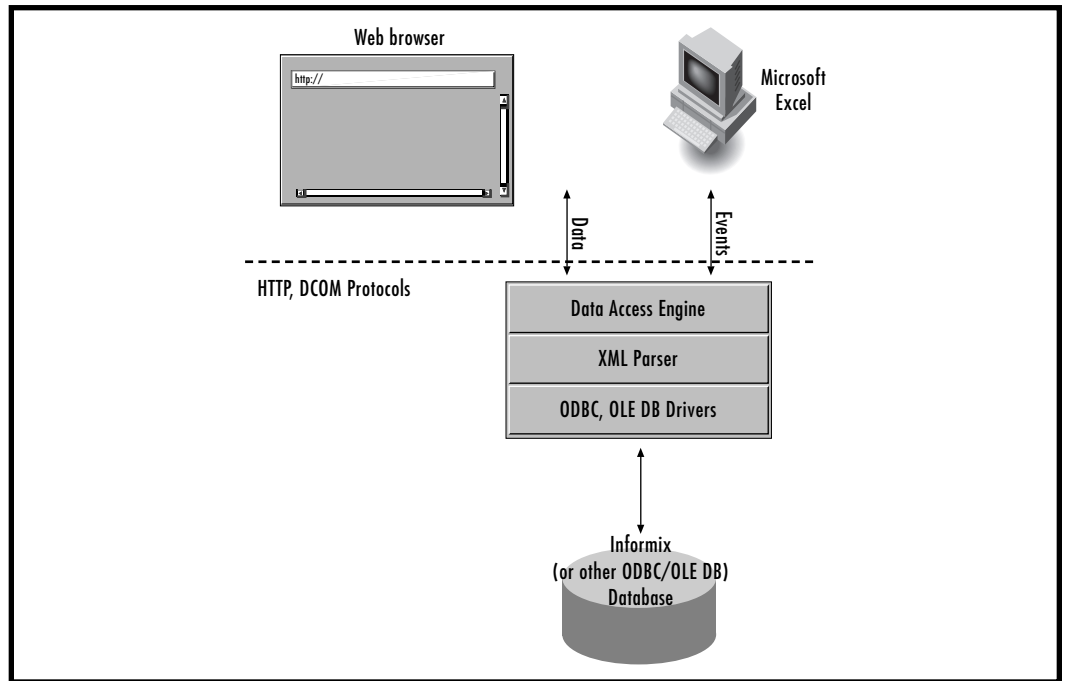 Web browser
http://
Microsoft
Excel
Data
Events
HTTP, DCOM Protocols
Data Access Engine
XML Parser
ODBC, OLE DB Drivers
Informix
(or other ODBC/OLE DB)
Database